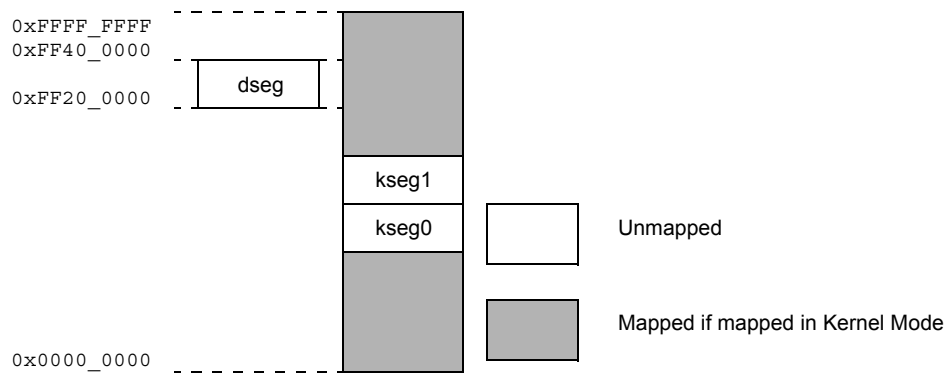 0xFFFF_FFFF
0xFF40_0000
dseg
0xFF20_0000
kseg1
kseg0
Unmapped
Mapped if mapped in Kernel Mode
0x0000_0000